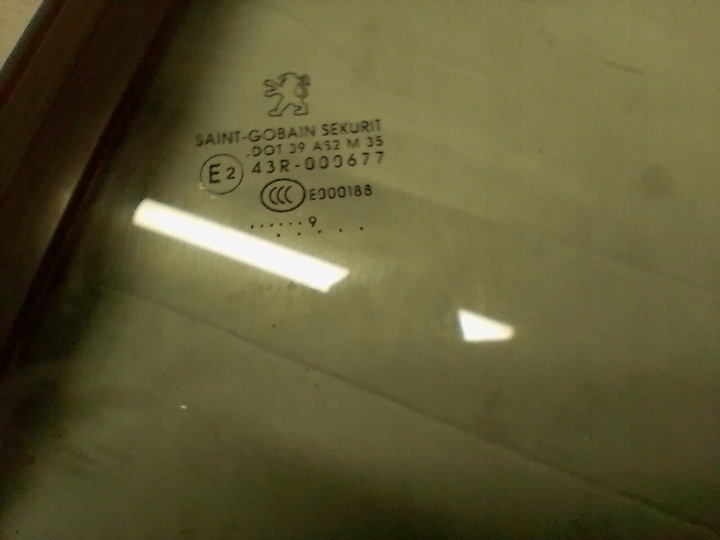 SAINT-GOBAIN SEKURIT
.DOT 39 AS2 M 35
E2 43R-000677
CCC E000188
......9
. . . .